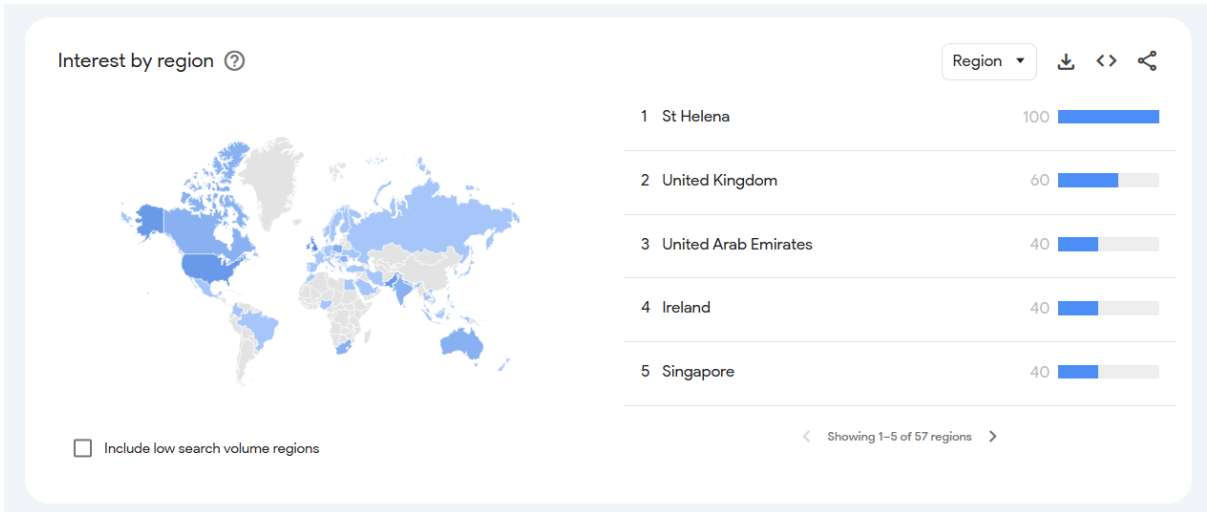 Interest by region
Region
1 St Helena 100
2 United Kingdom 60
3 United Arab Emirates 40
4 Ireland 40
5 Singapore 40
Include low search volume regions
Showing 1–5 of 57 regions